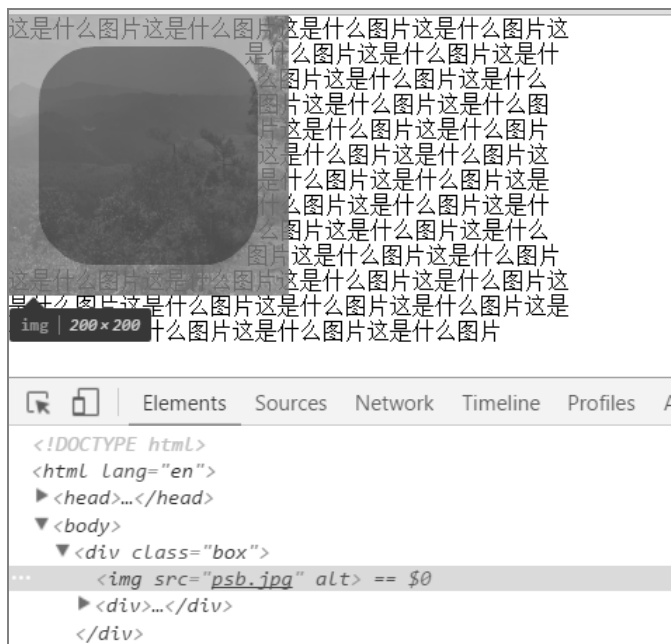 这是什么图片这是什么图片这是什么图片这是什么图片这
是什么图片这是什么图片这是什
么图片这是什么图片这是什么
图片这是什么图片这是什么图
片这是什么图片这是什么图片
这是什么图片这是什么图片这
是什么图片这是什么图片这是
什么图片这是什么图片这是什
么图片这是什么图片这是什么
图片这是什么图片这是什么图片
这是什么图片这是什么图片这是什么图片这是什么图片这
是什么图片这是什么图片这是什么图片这是什么图片这是
什么图片这是什么图片这是什么图片
img 200×200
Elements Sources Network Timeline Profiles
<!DOCTYPE html>
<html lang="en">
<head>…</head>
<body>
<div class="box">
<img src="psb.jpg" alt> == $0
<div>…</div>
</div>